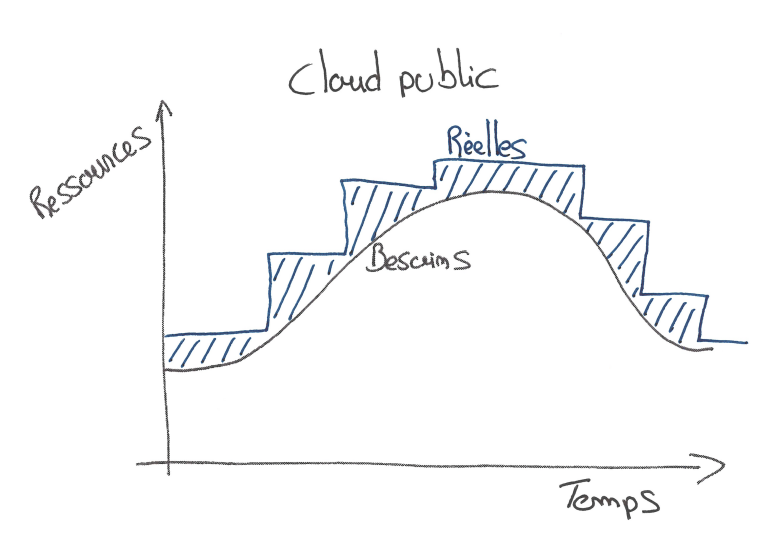 Cloud public
Réelles
Ressources
Besoins
Temps